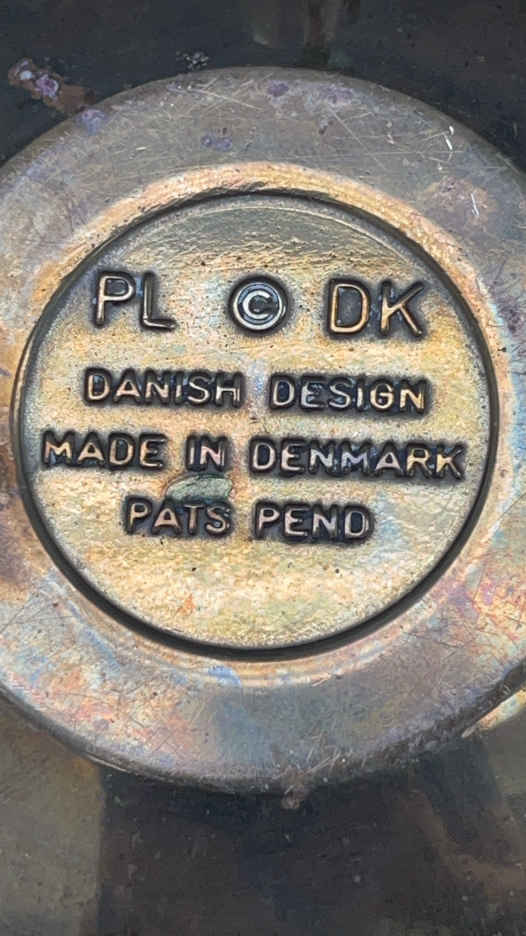 PL © DK
DANISH DESIGN
MADE IN DENMARK
PATS PEND